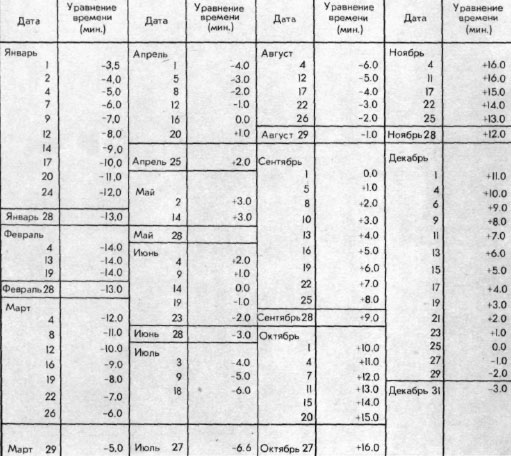 Дата Уравнение времени (мин.)
Январь
1 -3,5
2 -4,0
4 -5.0
7 -6.0
9 -7.0
12 -8,0
14 -9.0
17 -10.0
20 -11,0
24 -12.0
Январь 28 -13.0
Февраль
4 -14.0
13 -14.0
19 -14.0
Февраль 28 -13.0
Март
4 -12.0
8 -11.0
12 -10.0
16 -9.0
19 -8.0
22 -7.0
26 -6.0
Март 29 -5.0
Дата Уравнение времени (мин.)
Апрель
1 -4.0
5 -3.0
8 -2.0
12 -1.0
16 0.0
20 +1.0
Апрель 25 +2.0
Май
2 +3.0
14 +3.0
Май 28
Июнь
4 +2.0
9 +1.0
14 0.0
19 -1.0
23 -2.0
Июнь 28 -3.0
Июль
3 -4.0
9 -5.0
18 -6.0
Июль 27 -6.6
Дата Уравнение времени (мин.)
Август
4 -6.0
12 -5.0
17 -4.0
22 -3.0
26 -2.0
Август 29 -1.0
Сентябрь
1 0.0
5 +1.0
8 +2.0
10 +3.0
13 +4.0
16 +5.0
19 +6.0
22 +7.0
25 +8.0
Сентябрь 28 +9.0
Октябрь
1 +10.0
4 +11.0
7 +12.0
11 +13.0
15 +14.0
20 +15.0
Октябрь 27 +16.0
Дата Уравнение времени (мин.)
Ноябрь
4 +16.0
11 +16.0
17 +15.0
22 +14.0
25 +13.0
Ноябрь 28 +12.0
Декабрь
1 +11.0
4 +10.0
6 +9.0
9 +8.0
11 +7.0
13 +6.0
15 +5.0
17 +4.0
19 +3.0
21 +2.0
23 +1.0
25 0.0
27 -1.0
29 -2.0
Декабрь 31 -3.0